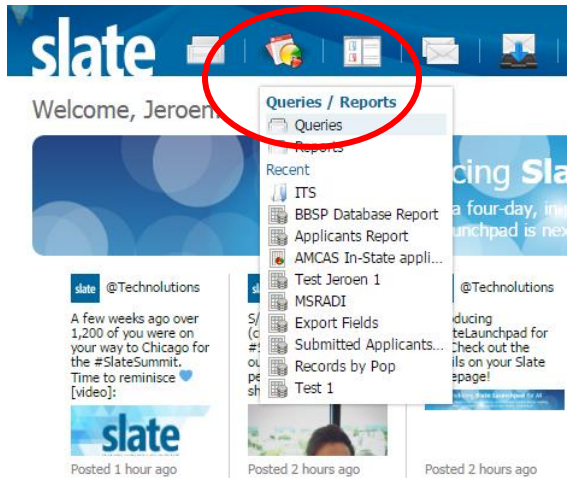 slate
Welcome, Jeroen.
Queries / Reports
Queries
Reports
Recent
ITS
BBSP Database Report
Applicants Report
AMCAS In-State appli...
Test Jeroen 1
MSRADI
Export Fields
Submitted Applicants...
Records by Pop
Test 1
cing Sla
a four-day, in
unchpad is nex
slate @Technolutions
A few weeks ago over
1,200 of you were on
your way to Chicago for
the #SlateSummit.
Time to reminisce 💙
[video]:
slate
Posted 1 hour ago
Posted 2 hours ago
@Technolutions
ducing
teLaunchpad for
Check out the
ils on your Slate
epage!
Posted 2 hours ago